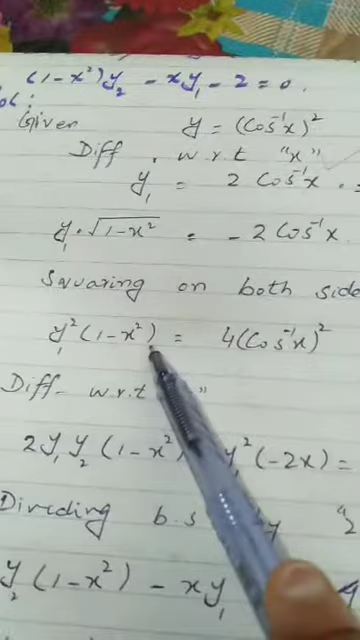 (1-x²)y₂ - xy₁ - 2 = 0.
Given y = (Cos⁻¹x)²
Diff . w.r.t "x"
y₁ = 2 Cos⁻¹x .
y₁.√1-x² = -2 Cos⁻¹x
Squaring on both
y₁²(1-x²) = 4(Cos⁻¹x)²
Diff w.r.t "
2y₁y₂(1-x²) y₁²(-2x) =
Dividing b.s "2
y₂(1-x²) - xy₁